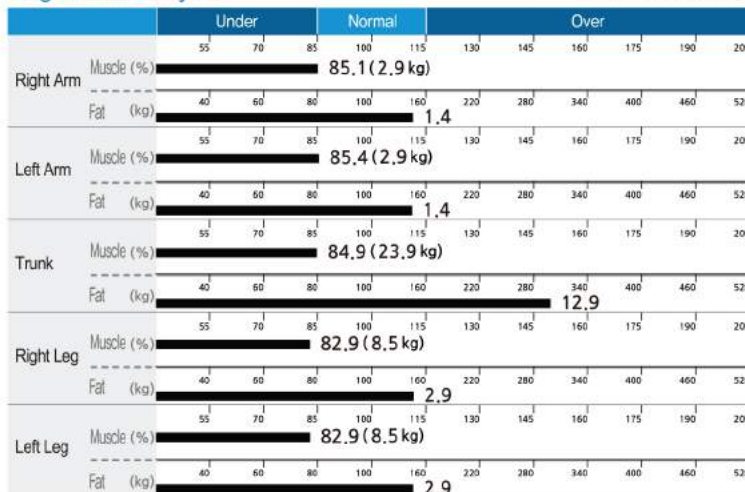 Under Normal Over
55 70 85 100 115 130 145 160 175 190
Right Arm
Muscle (%) 85.1(2.9 kg)
40 60 80 100 160 220 280 340 400 460
Fat (kg) 1.4
55 70 85 100 115 130 145 160 175 190
Left Arm
Muscle (%) 85.4(2.9 kg)
40 60 80 100 160 220 280 340 400 460
Fat (kg) 1.4
55 70 85 100 115 130 145 160 175 190
Trunk
Muscle (%) 84.9(23.9 kg)
40 60 80 100 160 220 280 340 400 460
Fat (kg) 12.9
55 70 85 100 115 130 145 160 175 190
Right Leg
Muscle (%) 82.9(8.5 kg)
40 60 80 100 160 220 280 340 400 460
Fat (kg) 2.9
55 70 85 100 115 130 145 160 175 190
Left Leg
Muscle (%) 82.9(8.5 kg)
40 60 80 100 160 220 280 340 400 460
Fat (kg) 2.9